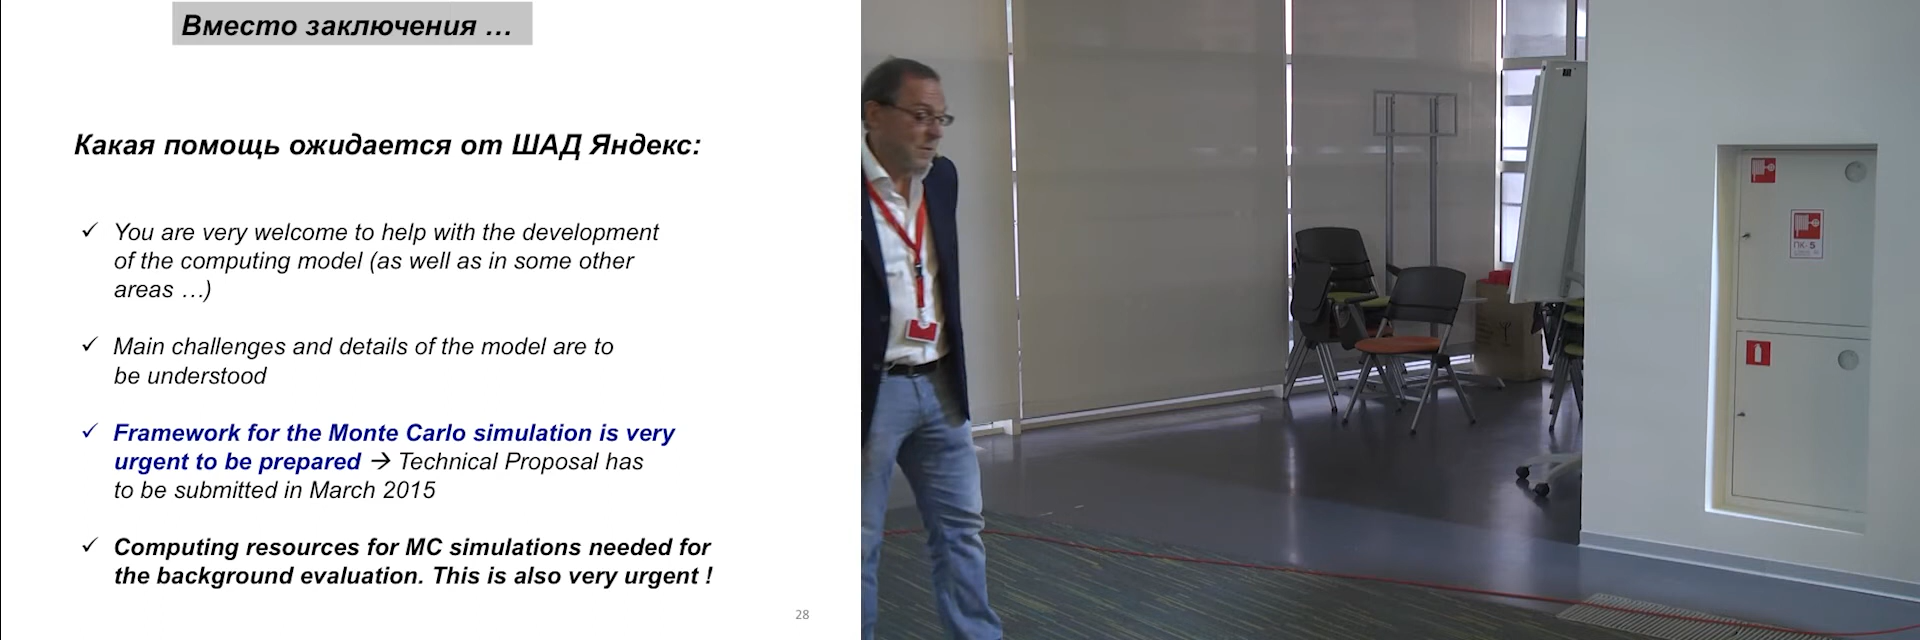 Вместо заключения …
Какая помощь ожидается от ШАД Яндекс:
✓ You are very welcome to help with the development
of the computing model (as well as in some other
areas …)
✓ Main challenges and details of the model are to
be understood
✓ Framework for the Monte Carlo simulation is very
urgent to be prepared → Technical Proposal has
to be submitted in March 2015
✓ Computing resources for MC simulations needed for
the background evaluation. This is also very urgent !
28
ПК-5